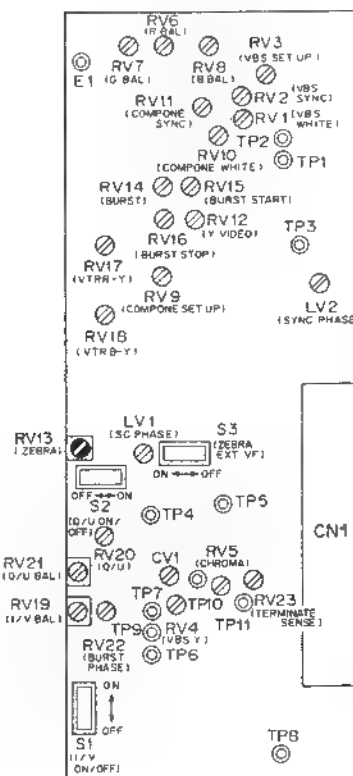 RV6
(R BAL)
RV7
(G BAL)
RV8
(B BAL)
RV3
(VBS SET UP)
E1
RV2 (VBS SYNC)
RV11
(COMPONE SYNC)
RV1 (VBS WHITE)
TP2
RV10
(COMPONE WHITE)
TP1
RV14
(BURST)
RV15
(BURST START)
RV16
(BURST STOP)
RV12
(Y VIDEO)
TP3
RV17
(VTRR-Y)
RV9
(COMPONE SET UP)
LV2
(SYNC PHASE)
RV18
(VTRB-Y)
RV13
(ZEBRA)
LV1
(SC PHASE)
S3
(ZEBRA
EXT VF)
ON ↔ OFF
OFF ↔ ON
S2
(Q/U ON/
OFF)
TP4
TP5
CN1
RV21
(Q/U BAL)
RV20
(Q/U)
CV1
RV5
(CHROMA)
RV19
(I/V BAL)
TP7
TP10
RV23
(TERMINATE
SENSE)
TP9
RV4
(VBS Y)
TP11
RV22
(BURST
PHASE)
TP6
ON
OFF
S1
(I/V
ON/OFF)
TP8